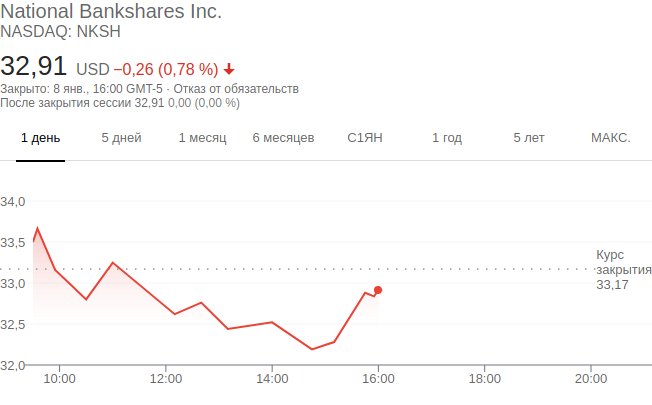 National Bankshares Inc.
NASDAQ: NKSH
32,91 USD −0,26 (0,78 %)
Закрыто: 8 янв., 16:00 GMT-5 · Отказ от обязательств
После закрытия сессии 32,91 0,00 (0,00 %)
1 день 5 дней 1 месяц 6 месяцев С1ЯН 1 год 5 лет МАКС.
34,0
33,5
33,0
32,5
32,0
Курс
закрытия
33,17
10:00 12:00 14:00 16:00 18:00 20:00